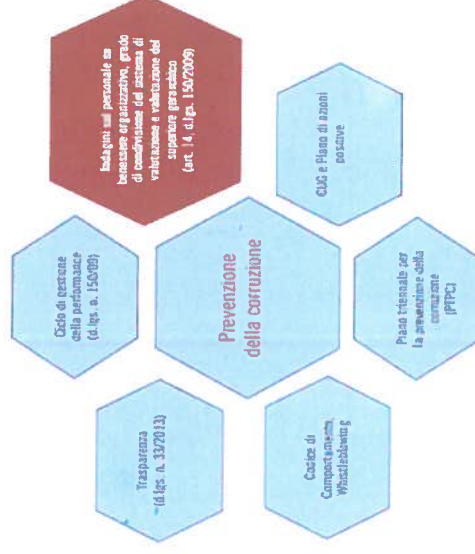 Ciclo di gestione
della performance
(d.lgs. n. 150/09)
Indagini sul personale su
benessere organizzativo, grado
di condivisione del sistema di
valutazione e valutazione del
superiore gerarchico
(art. 14, d.lgs. 150/2009)
Trasparenza
(d.lgs. n. 33/2013)
Prevenzione
della corruzione
CUG e Piano di azioni
positive
Codice di
Comportamento,
Whistleblowing
Piano triennale per
la prevenzione della
corruzione
(PTPC)